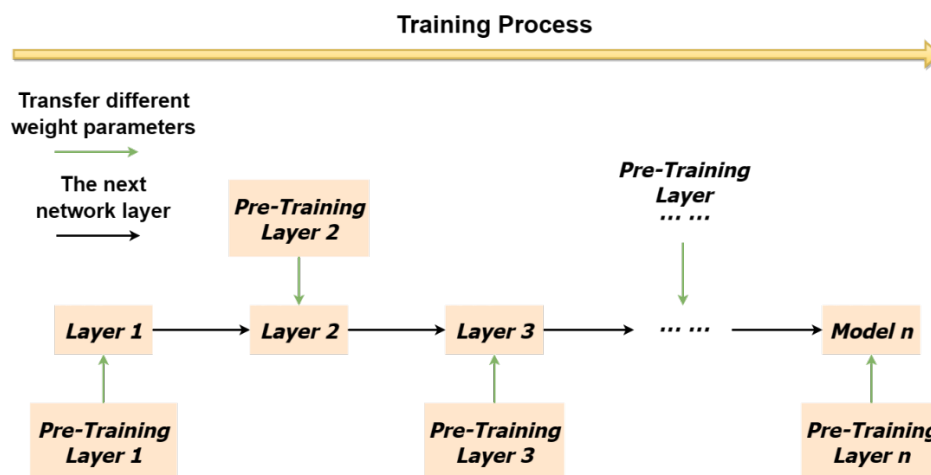 Training Process
Transfer different
weight parameters
The next
network layer
Pre-Training
Layer 2
Pre-Training
Layer
... ...
Layer 1
Layer 2
Layer 3
... ...
Model n
Pre-Training
Layer 1
Pre-Training
Layer 3
Pre-Training
Layer n